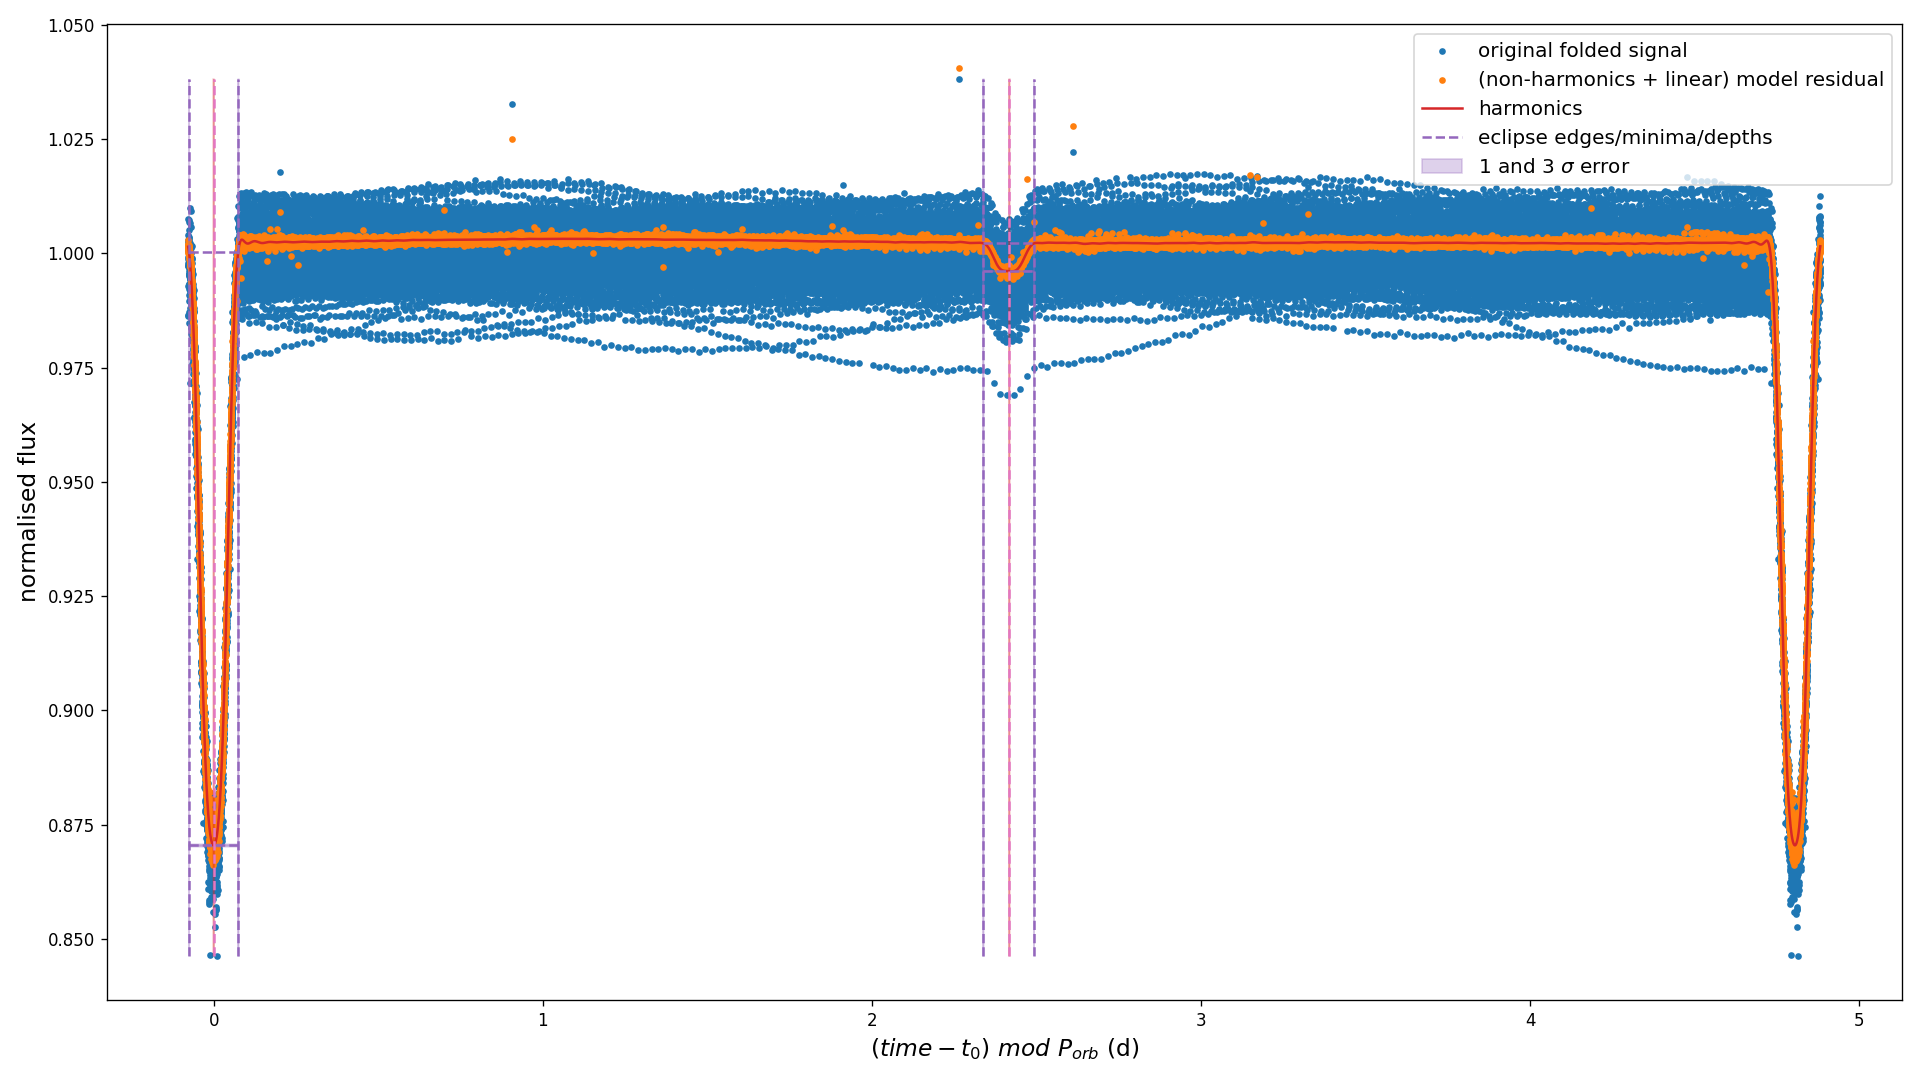 1.050
1.025
1.000
0.975
0.950
0.925
0.900
0.875
0.850
normalised flux
original folded signal
(non-harmonics + linear) model residual
harmonics
eclipse edges/minima/depths
1 and 3 σ error
0 1 2 3 4 5
(time − t₀) mod Pₒᵣb (d)